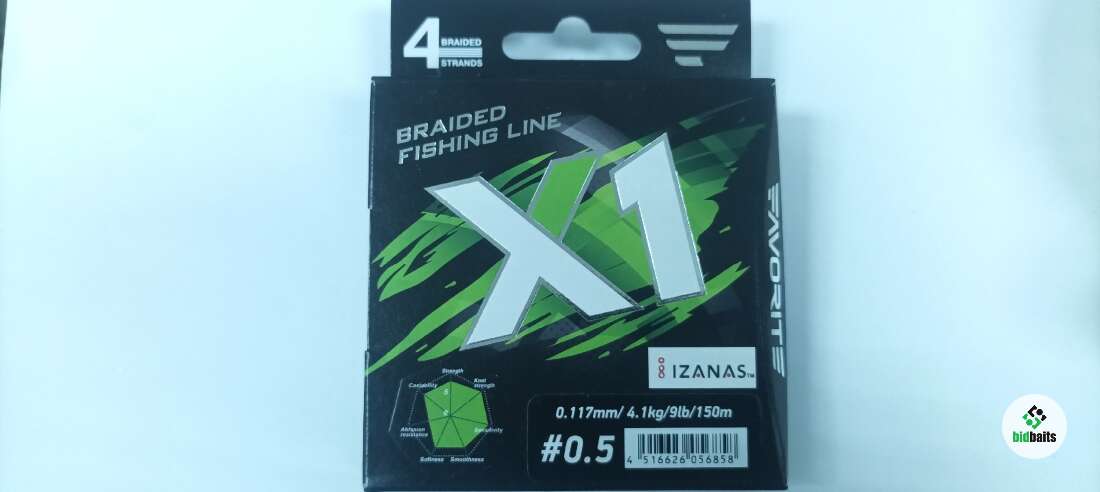 4 BRAIDED
STRANDS
BRAIDED
FISHING LINE
X1
FAVORITE
IZANAS™
Strength
Castability
Knot
strength
Abrasion
resistance
Sensitivity
Softness
Smoothness
0.117mm/ 4.1kg/9lb/150m
#0.5
4 516626 056858
bidbaits